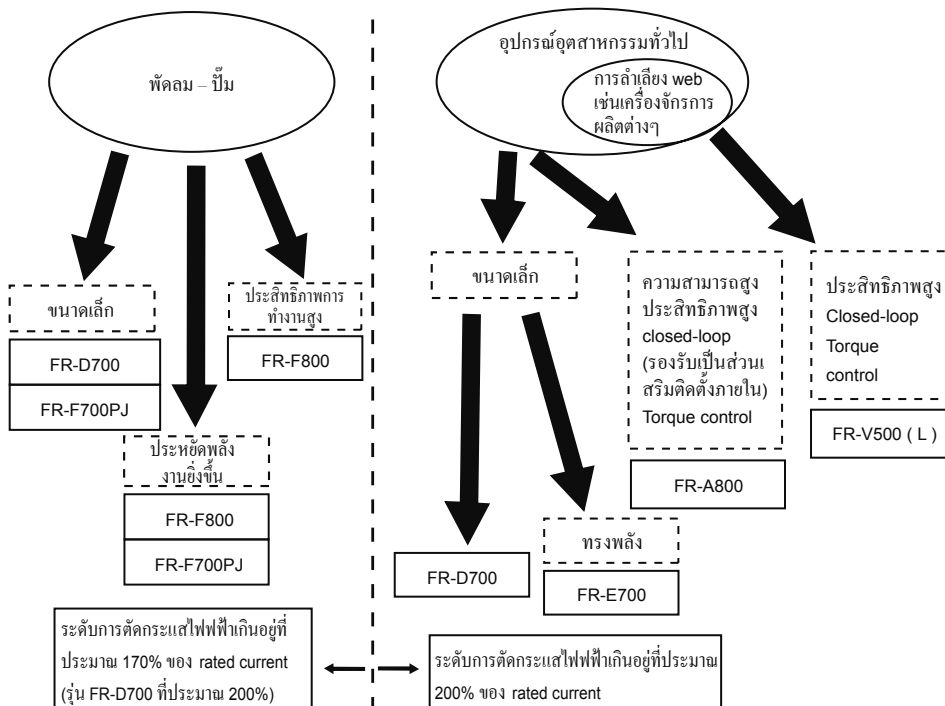 พัดลม – ปั๊ม
ขนาดเล็ก
FR-D700
FR-F700PJ
ประหยัดพลัง
งานยิ่งขึ้น
FR-F800
FR-F700PJ
ประสิทธิภาพการ
ทำงานสูง
FR-F800
ระดับการตัดกระแสไฟฟ้าเกินอยู่ที่
ประมาณ 170% ของ rated current
(รุ่น FR-D700 ที่ประมาณ 200%)
อุปกรณ์อุตสาหกรรมทั่วไป
การลำเลียง web
เช่นเครื่องจักรการ
ผลิตต่างๆ
ขนาดเล็ก
FR-D700
ทรงพลัง
FR-E700
ความสามารถสูง
ประสิทธิภาพสูง
closed-loop
(รองรับเป็นส่วนเ
สริมติดตั้งภายใน)
Torque control
FR-A800
ประสิทธิภาพสูง
Closed-loop
Torque
control
FR-V500 ( L )
ระดับการตัดกระแสไฟฟ้าเกินอยู่ที่ประมาณ
200% ของ rated current